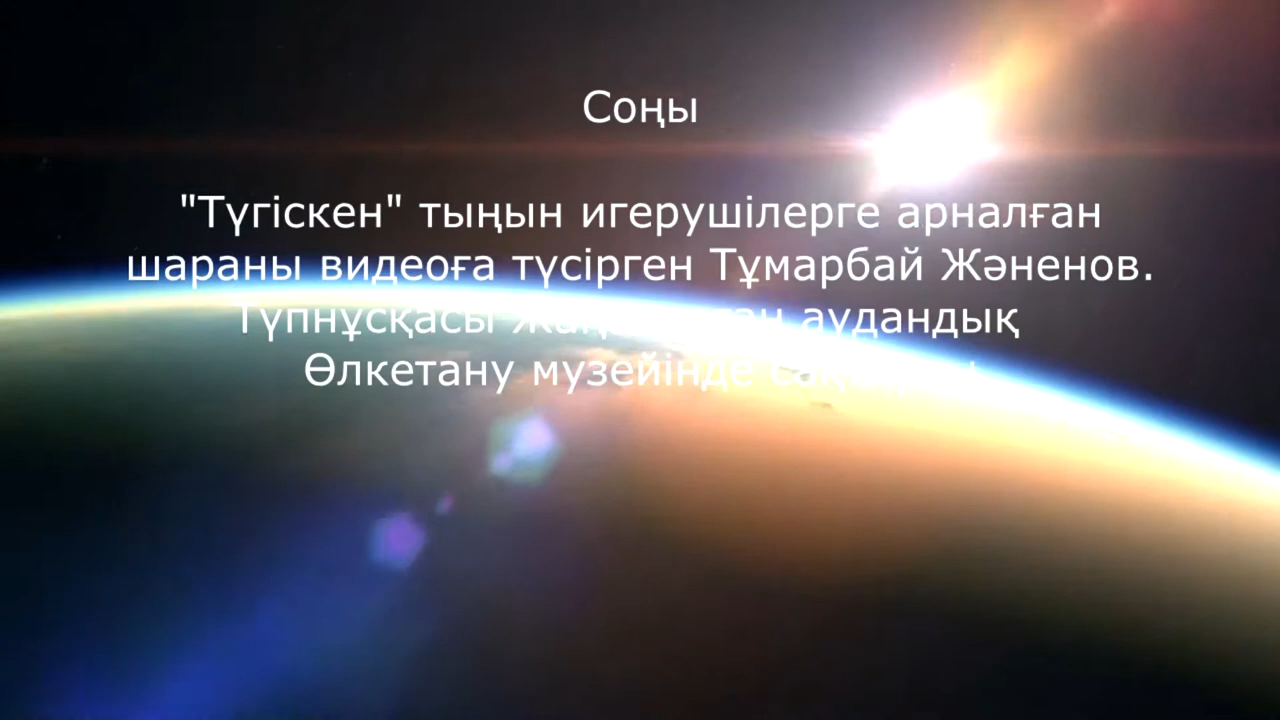 Соңы
"Түгіскен" тыңын игерушілерге арналған
шараны видеоға түсірген Тұмарбай Жәненов.
Түпнұсқасы аудандық
Өлкетану музейінде